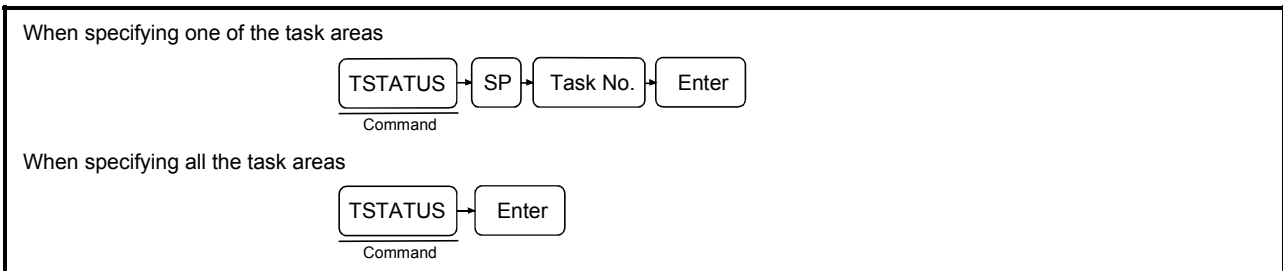 When specifying one of the task areas
TSTATUS SP Task No. Enter
Command
When specifying all the task areas
TSTATUS Enter
Command